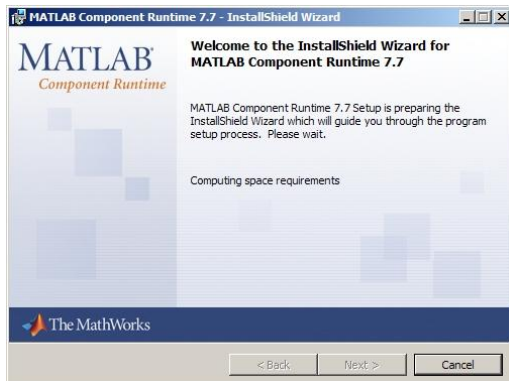 MATLAB Component Runtime 7.7 - InstallShield Wizard
MATLAB®
Component Runtime
Welcome to the InstallShield Wizard for
MATLAB Component Runtime 7.7
MATLAB Component Runtime 7.7 Setup is preparing the
InstallShield Wizard which will guide you through the program
setup process. Please wait.
Computing space requirements
The MathWorks
< Back
Next >
Cancel